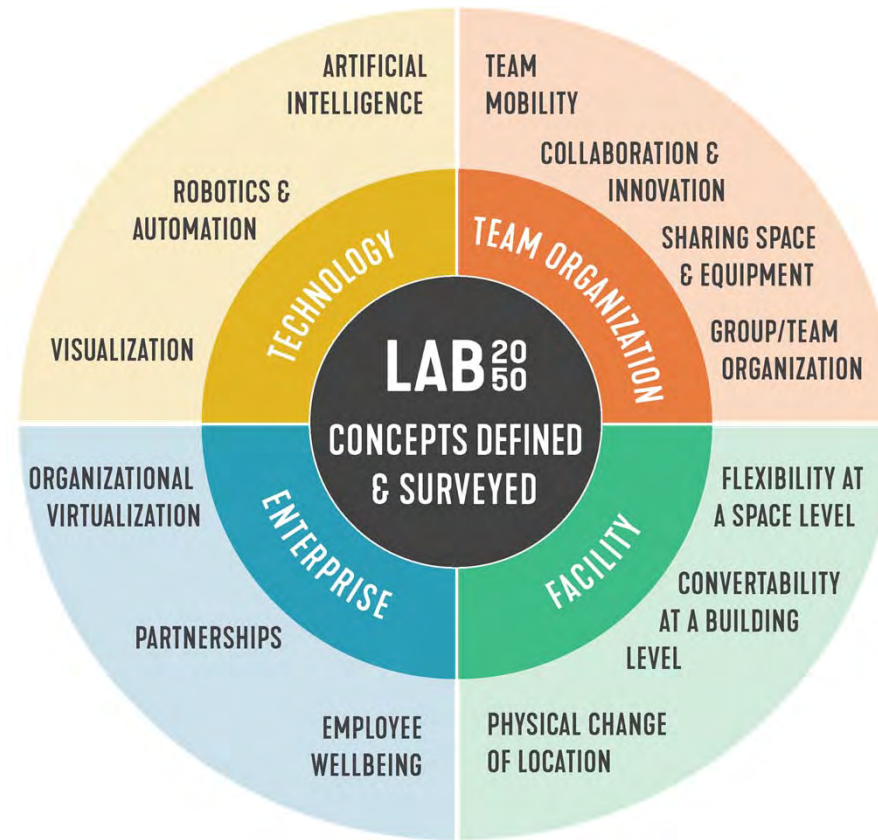 ARTIFICIAL
INTELLIGENCE
ROBOTICS &
AUTOMATION
VISUALIZATION
TECHNOLOGY
TEAM
MOBILITY
COLLABORATION &
INNOVATION
SHARING SPACE
& EQUIPMENT
GROUP/TEAM
ORGANIZATION
TEAM ORGANIZATION
LAB 20
50
CONCEPTS DEFINED
& SURVEYED
ORGANIZATIONAL
VIRTUALIZATION
PARTNERSHIPS
EMPLOYEE
WELLBEING
ENTERPRISE
FLEXIBILITY AT
A SPACE LEVEL
CONVERTABILITY
AT A BUILDING
LEVEL
PHYSICAL CHANGE
OF LOCATION
FACILITY